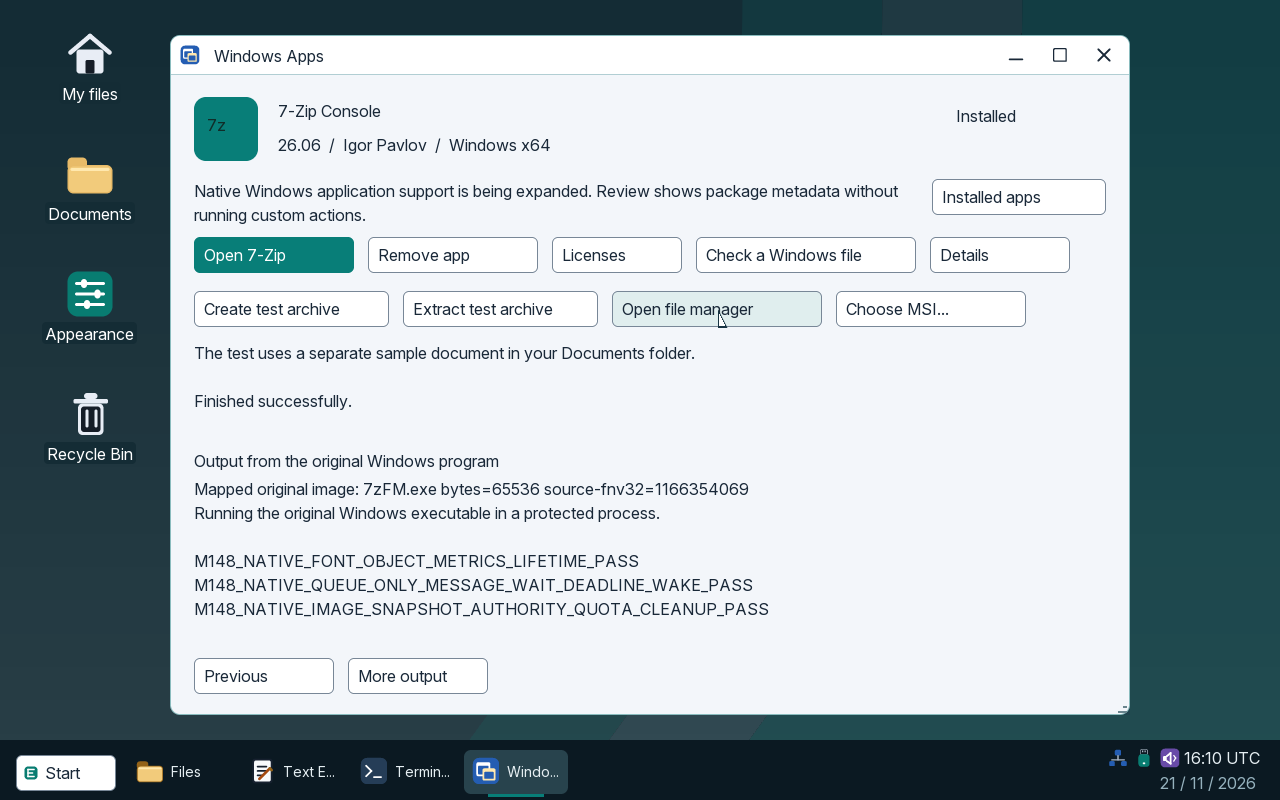 My files
Documents
Appearance
Recycle Bin
Windows Apps
7z
7-Zip Console
26.06 / Igor Pavlov / Windows x64
Installed
Native Windows application support is being expanded. Review shows package metadata without
running custom actions.
Installed apps
Open 7-Zip
Remove app
Licenses
Check a Windows file
Details
Create test archive
Extract test archive
Open file manager
Choose MSI...
The test uses a separate sample document in your Documents folder.
Finished successfully.
Output from the original Windows program
Mapped original image: 7zFM.exe bytes=65536 source-fnv32=1166354069
Running the original Windows executable in a protected process.
M148_NATIVE_FONT_OBJECT_METRICS_LIFETIME_PASS
M148_NATIVE_QUEUE_ONLY_MESSAGE_WAIT_DEADLINE_WAKE_PASS
M148_NATIVE_IMAGE_SNAPSHOT_AUTHORITY_QUOTA_CLEANUP_PASS
Previous
More output
E Start
Files
Text E...
Termin...
Windo...
16:10 UTC
21 / 11 / 2026